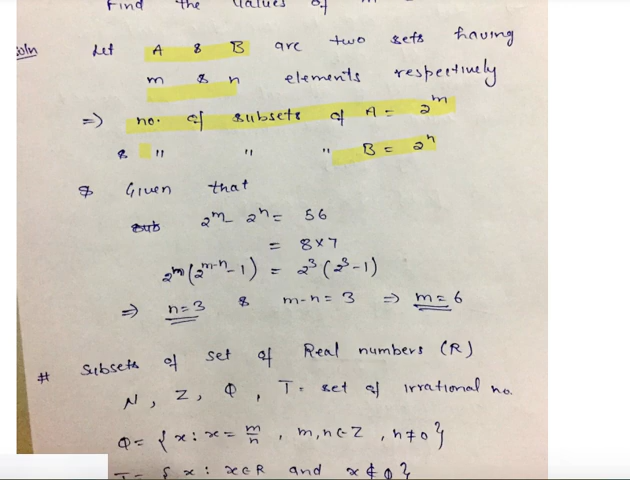 Find the values of m
Soln Let A & B are two sets having
m & n elements respectively
=> no. of subsets of A = 2^m
& " " " B = 2^n
& Given that
2^m - 2^n = 56
= 8×7
2^n(2^{m-n} - 1) = 2^3(2^3 - 1)
=> n=3 & m-n = 3 => m = 6
# Subsets of set of Real numbers (R)
N, Z, Q, T = set of irrational no.
Q = {x : x = m/n , m,n ∈ Z , n≠0}
T = {x : x∈R and x∉Q}